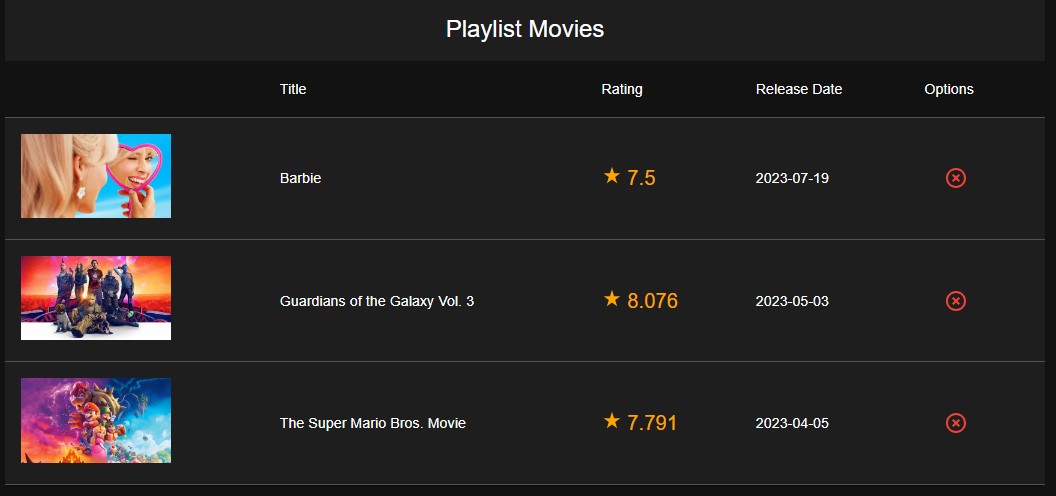 Playlist Movies
Title Rating Release Date Options
Barbie ★ 7.5 2023-07-19
Guardians of the Galaxy Vol. 3 ★ 8.076 2023-05-03
The Super Mario Bros. Movie ★ 7.791 2023-04-05